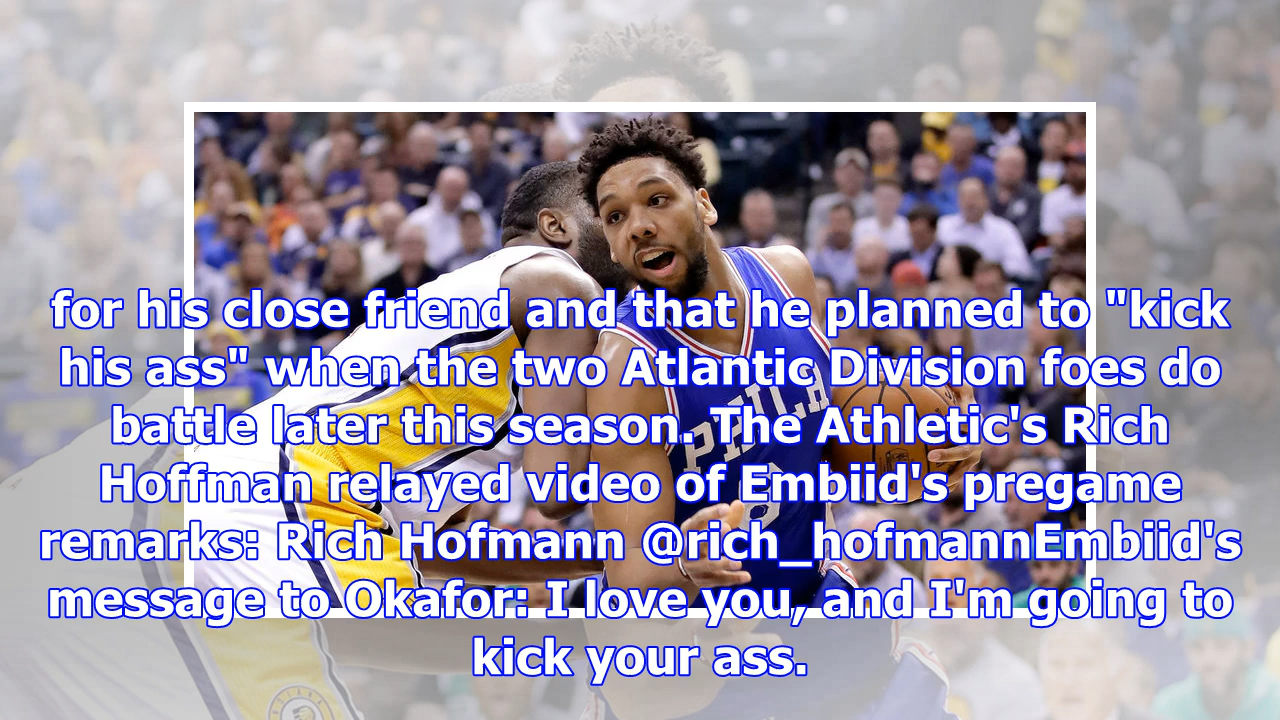 for his close friend and that he planned to "kick
his ass" when the two Atlantic Division foes do
battle later this season. The Athletic's Rich
Hoffman relayed video of Embiid's pregame
remarks: Rich Hofmann @rich_hofmannEmbiid's
message to Okafor: I love you, and I'm going to
kick your ass.
PHILA
8